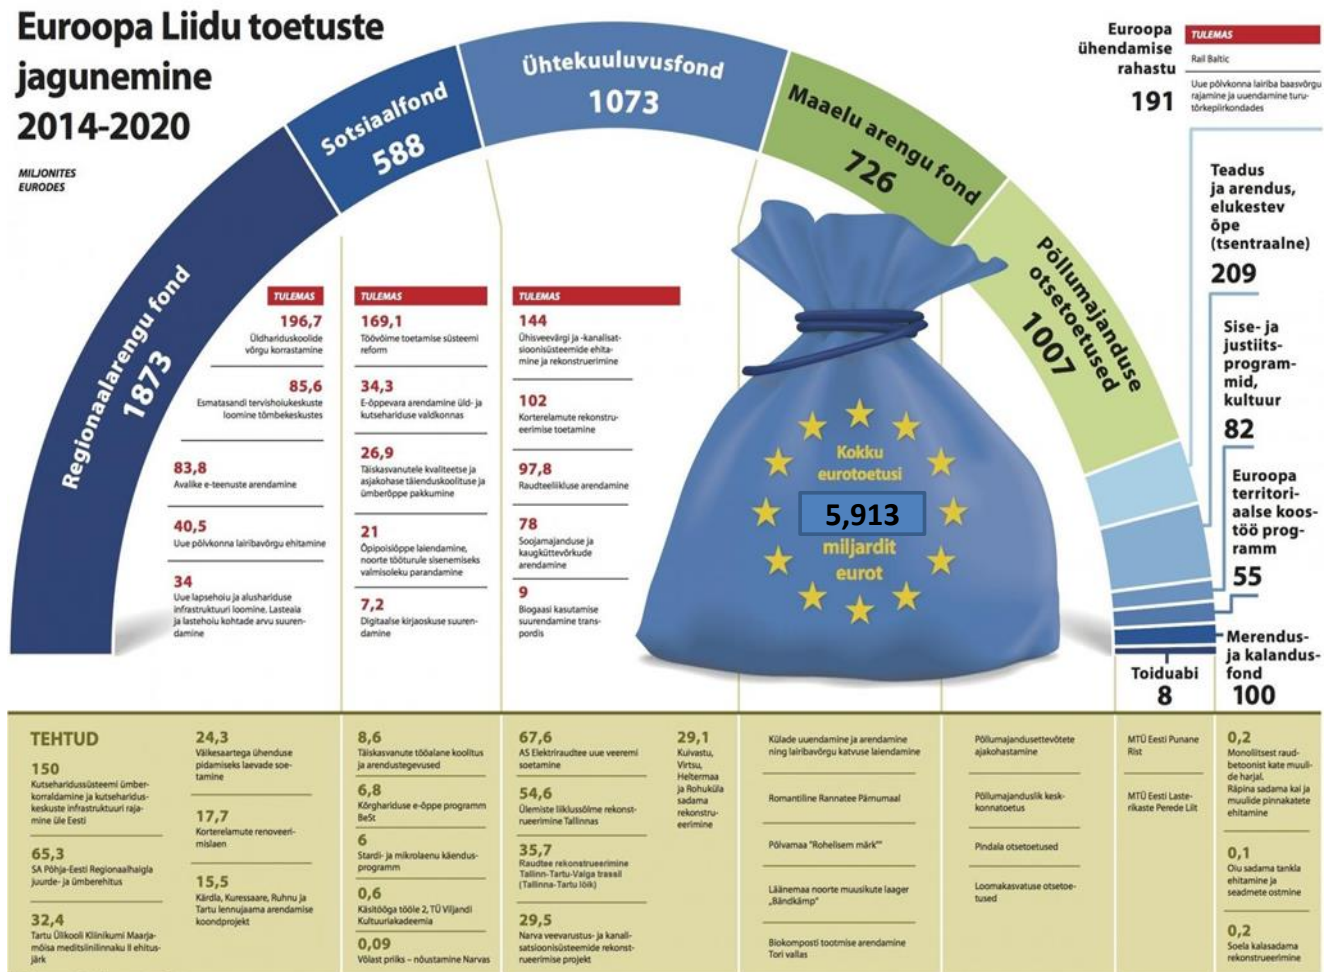 Euroopa Liidu toetuste
jagunemine
2014-2020
MILJONITES
EURODES
Regionaalarengu fond
1873
Sotsiaalfond
588
Ühtekuuluvusfond
1073
Maaelu arengu fond
726
Põllumajanduse
otsetoetused
1007
Euroopa
ühendamise
rahastu
191
TULEMAS
Rail Baltic
Uue põlvkonna lairiba baasvõrgu
rajamine ja uuendamine turu-
tõrkepiirkondades
Teadus
ja arendus,
elukestev
õpe
(tsentraalne)
209
Sise- ja
justiits-
program-
mid,
kultuur
82
Euroopa
territori-
aalse koos-
töö prog-
ramm
55
Merendus-
ja kalandus-
fond
100
Toiduabi
8
TULEMAS
196,7
Üldhariduskoolide
võrgu korrastamine
85,6
Esmatasandi tervishoiukeskuste
loomine tõmbekeskustes
83,8
Avalike e-teenuste arendamine
40,5
Uue põlvkonna lairibavõrgu ehitamine
34
Uue lapsehoiu ja alushariduse
infrastruktuuri loomine. Lasteaia
ja lastehoiu kohtade arvu suuren-
damine
TULEMAS
169,1
Töövõime toetamise süsteemi
reform
34,3
E-õppevara arendamine üld- ja
kutsehariduse valdkonnas
26,9
Täiskasvanutele kvaliteetse ja
asjakohase täienduskoolituse ja
ümberõppe pakkumine
21
Õpipoisiõppe laiendamine,
noorte tööturule sisenemiseks
valmisoleku parandamine
7,2
Digitaalse kirjaoskuse suuren-
damine
TULEMAS
144
Ühisveevärgi ja -kanalisat-
sioonisüsteemide ehita-
mine ja rekonstrueerimine
102
Korterelamute rekonstru-
eerimise toetamine
97,8
Raudteeliikluse arendamine
78
Soojamajanduse ja
kaugküttevõrkude
arendamine
9
Biogaasi kasutamise
suurendamine trans-
pordis
Kokku
eurotoetusi
5,913
miljardit
eurot
TEHTUD
150
Kutseharidussüsteemi ümber-
korraldamine ja kutseharidus-
keskuste infrastruktuuri raja-
mine üle Eesti
65,3
SA Põhja-Eesti Regionaalhaigla
juurde- ja ümberehitus
32,4
Tartu Ülikooli Kliinikumi Maarja-
mõisa meditsiinilinnaku II ehitus-
järk
24,3
Väikesaartega ühenduse
pidamiseks laevade soe-
tamine
17,7
Korterelamute renoveeri-
mislaen
15,5
Kärdla, Kuressaare, Ruhnu ja
Tartu lennujaama arendamise
koondprojekt
8,6
Täiskasvanute tööalane koolitus
ja arendustegevused
6,8
Kõrghariduse e-õppe programm
BeSt
6
Stardi- ja mikrolaenu käendus-
programm
0,6
Käsitööga tööle 2, TÜ Viljandi
Kultuuriakadeemia
0,09
Võlast priiks – nõustamine Narvas
67,6
AS Elektriraudtee uue veeremi
soetamine
54,6
Ülemiste liiklussõlme rekonst-
rueerimine Tallinnas
35,7
Raudtee rekonstrueerimine
Tallinn-Tartu-Valga trassil
(Tallinna-Tartu lõik)
29,5
Narva veevarustus- ja kanali-
satsioonisüsteemide rekonst-
rueerimise projekt
29,1
Kuivastu,
Virtsu,
Heltermaa
ja Rohuküla
sadama
rekonstru-
eerimine
Külade uuendamine ja arendamine
ning lairibavõrgu katvuse laiendamine
Romantiline Rannatee Pärnumaal
Põlvamaa "Rohelisem märk""
Läänemaa noorte muusikute laager
„Bändkämp"
Biokomposti tootmise arendamine
Tori vallas
Põllumajandusettevõtete
ajakohastamine
Põllumajanduslik kesk-
konnatoetus
Pindala otsetoetused
Loomakasvatuse otsetoe-
tused
MTÜ Eesti Punane
Rist
MTÜ Eesti Laste-
rikaste Perede Liit
0,2
Monoliitsest raud-
betoonist kate muuli-
de harjal.
Räpina sadama kai ja
muulide pinnakatete
ehitamine
0,1
Oiu sadama tankla
ehitamine ja
seadmete ostmine
0,2
Soela kalasadama
rekonstrueerimine